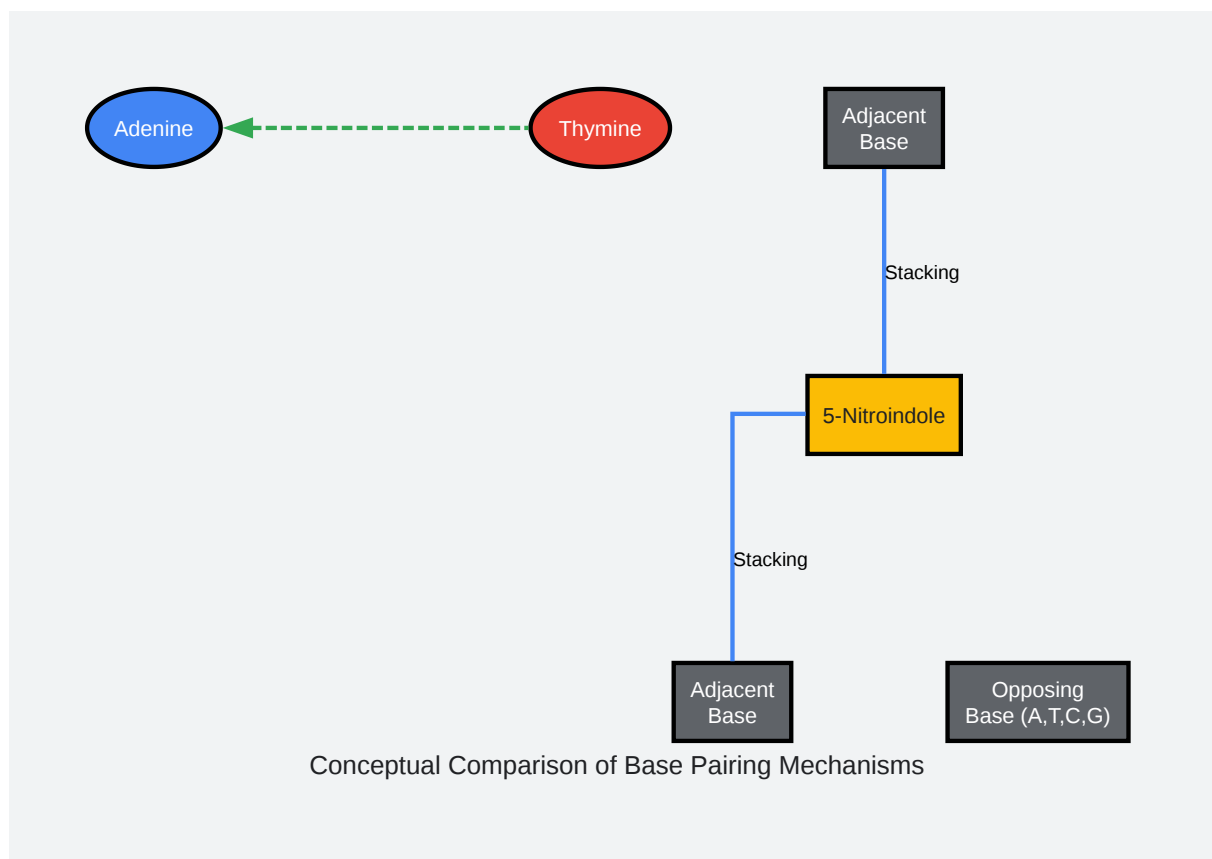 Adenine
Thymine
Adjacent
Base
Stacking
5-Nitroindole
Stacking
Adjacent
Base
Opposing
Base (A,T,C,G)
Conceptual Comparison of Base Pairing Mechanisms